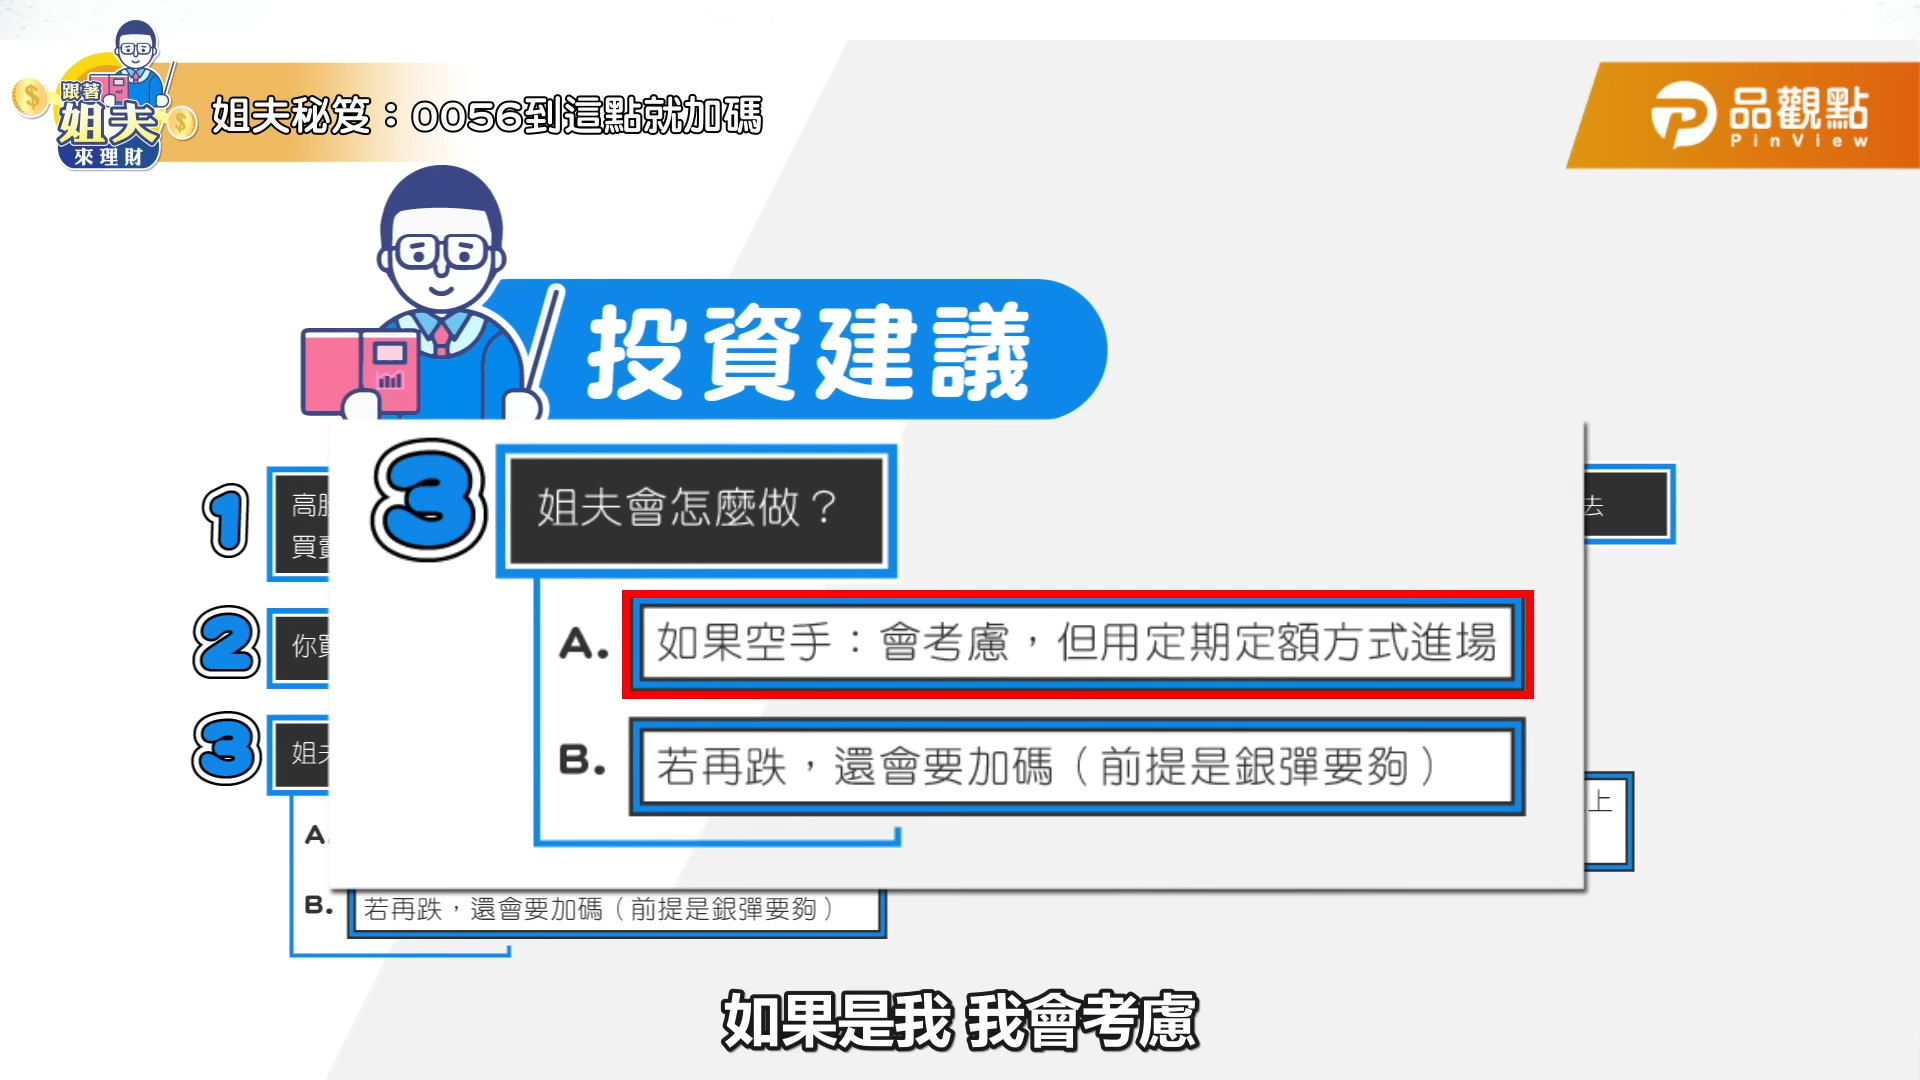 跟著
姐夫
來理財
姐夫秘笈：0056到這點就加碼
品觀點
PinView
投資建議
1
高股
買賣
去
2
你買
3
姐夫
A.
上
B.
若再跌，還會要加碼（前提是銀彈要夠）
3
姐夫會怎麼做？
A.
如果空手：會考慮，但用定期定額方式進場
B.
若再跌，還會要加碼（前提是銀彈要夠）
如果是我 我會考慮